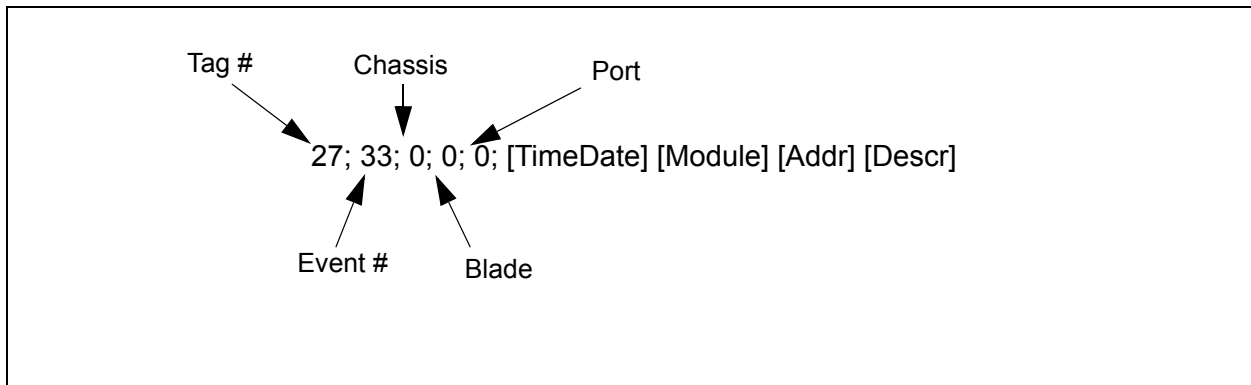 Tag #
Chassis
Port
27; 33; 0; 0; 0; [TimeDate] [Module] [Addr] [Descr]
Event #
Blade